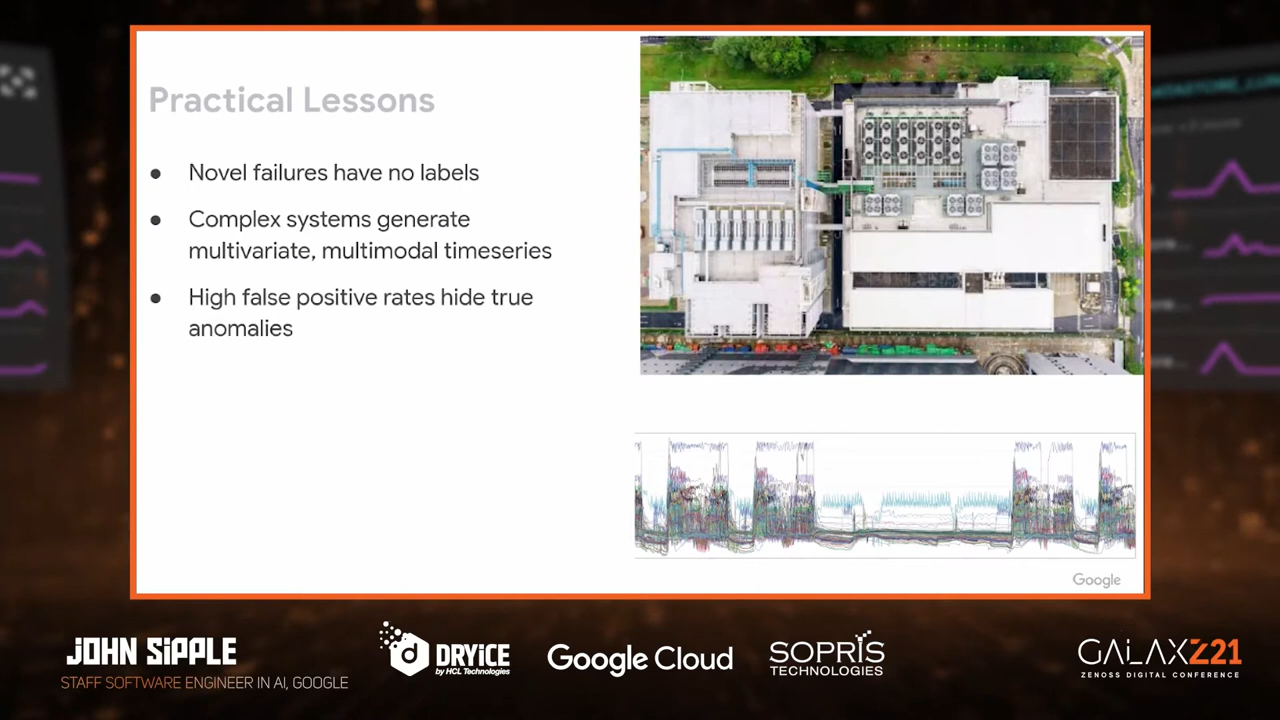 Practical Lessons
● Novel failures have no labels
● Complex systems generate
multivariate, multimodal timeseries
● High false positive rates hide true
anomalies
Google
JOHN SIPPLE
STAFF SOFTWARE ENGINEER IN AI, GOOGLE
d DRYiCE
by HCL Technologies
Google Cloud
SOPRIS
TECHNOLOGIES
GALAXZ21
ZENOSS DIGITAL CONFERENCE